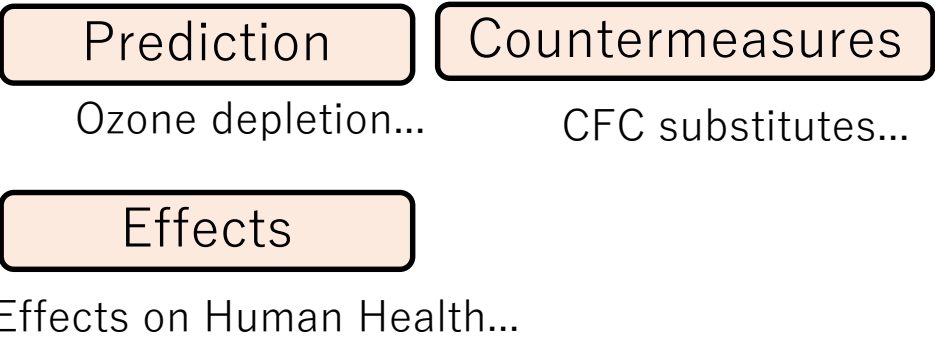 Prediction
Countermeasures
Ozone depletion...
CFC substitutes...
Effects
Effects on Human Health...